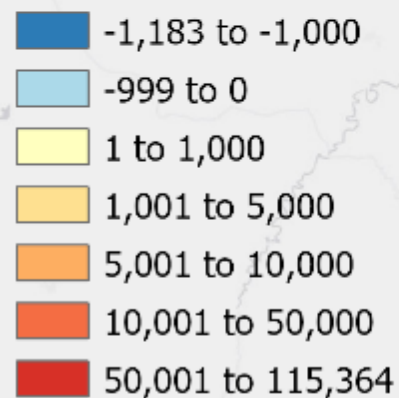 -1,183 to -1,000
-999 to 0
1 to 1,000
1,001 to 5,000
5,001 to 10,000
10,001 to 50,000
50,001 to 115,364